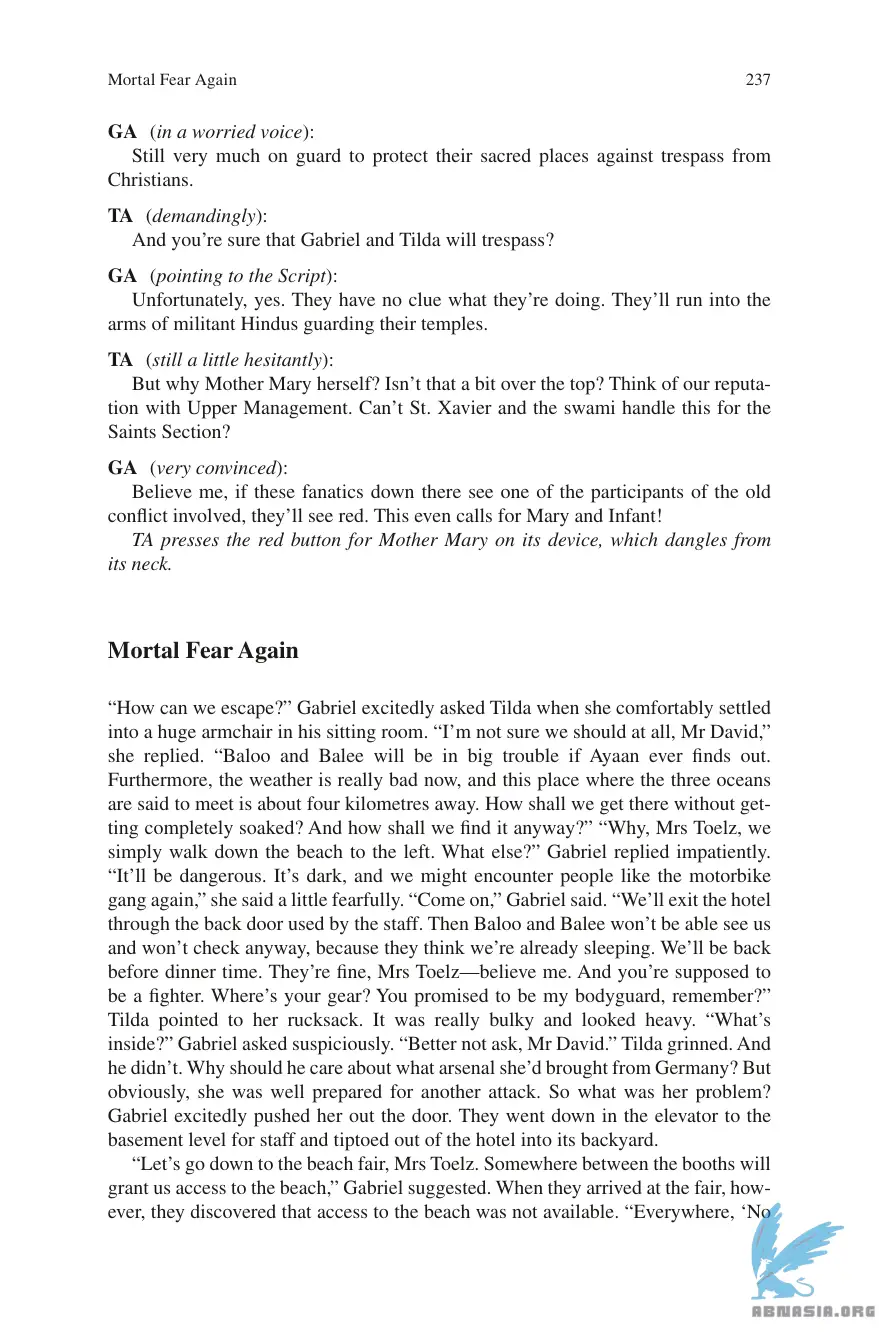 Mortal Fear Again 237
GA (in a worried voice):
Still very much on guard to protect their sacred places against trespass from
Christians.
TA (demandingly):
And you’re sure that Gabriel and Tilda will trespass?
GA (pointing to the Script):
Unfortunately, yes. They have no clue what they’re doing. They’ll run into the
arms of militant Hindus guarding their temples.
TA (still a little hesitantly):
But why Mother Mary herself? Isn’t that a bit over the top? Think of our reputa-
tion with Upper Management. Can’t St. Xavier and the swami handle this for the
Saints Section?
GA (very convinced):
Believe me, if these fanatics down there see one of the participants of the old
conflict involved, they’ll see red. This even calls for Mary and Infant!
TA presses the red button for Mother Mary on its device, which dangles from
its neck.
Mortal Fear Again
“How can we escape?” Gabriel excitedly asked Tilda when she comfortably settled
into a huge armchair in his sitting room. “I’m not sure we should at all, Mr David,”
she replied. “Baloo and Balee will be in big trouble if Ayaan ever finds out.
Furthermore, the weather is really bad now, and this place where the three oceans
are said to meet is about four kilometres away. How shall we get there without get-
ting completely soaked? And how shall we find it anyway?” “Why, Mrs Toelz, we
simply walk down the beach to the left. What else?” Gabriel replied impatiently.
“It’ll be dangerous. It’s dark, and we might encounter people like the motorbike
gang again,” she said a little fearfully. “Come on,” Gabriel said. “We’ll exit the hotel
through the back door used by the staff. Then Baloo and Balee won’t be able see us
and won’t check anyway, because they think we’re already sleeping. We’ll be back
before dinner time. They’re fine, Mrs Toelz—believe me. And you’re supposed to
be a fighter. Where’s your gear? You promised to be my bodyguard, remember?”
Tilda pointed to her rucksack. It was really bulky and looked heavy. “What’s
inside?” Gabriel asked suspiciously. “Better not ask, Mr David.” Tilda grinned. And
he didn’t. Why should he care about what arsenal she’d brought from Germany? But
obviously, she was well prepared for another attack. So what was her problem?
Gabriel excitedly pushed her out the door. They went down in the elevator to the
basement level for staff and tiptoed out of the hotel into its backyard.
“Let’s go down to the beach fair, Mrs Toelz. Somewhere between the booths will
grant us access to the beach,” Gabriel suggested. When they arrived at the fair, how-
ever, they discovered that access to the beach was not available. “Everywhere, ‘No
ABNASIA.ORG